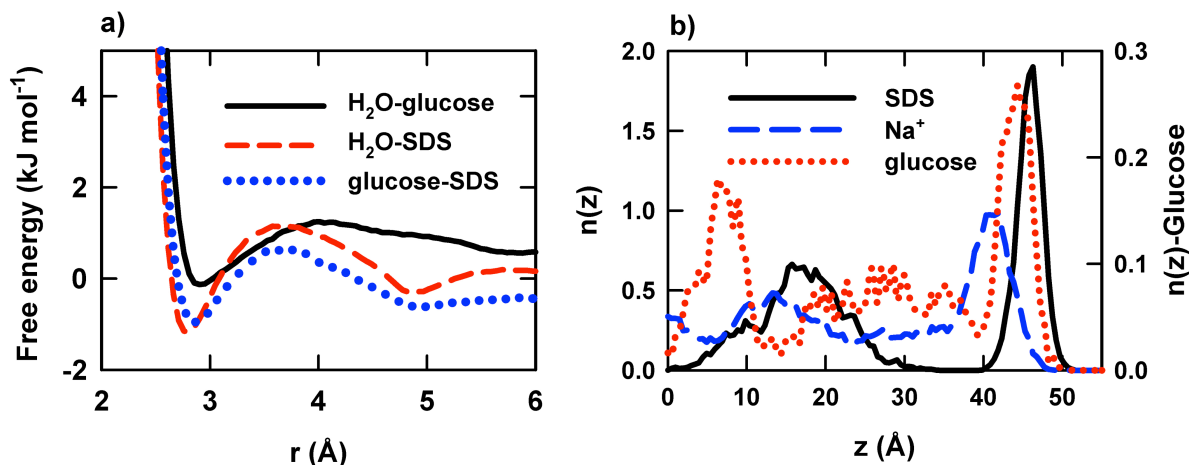 a)
Free energy (kJ mol⁻¹)
4
2
0
-2
H₂O-glucose
H₂O-SDS
glucose-SDS
2 3 4 5 6
r (Å)
b)
n(z)
2.0
1.5
1.0
0.5
0.0
SDS
Na⁺
glucose
0.3
0.2
0.1
0.0
n(z)-Glucose
0 10 20 30 40 50
z (Å)